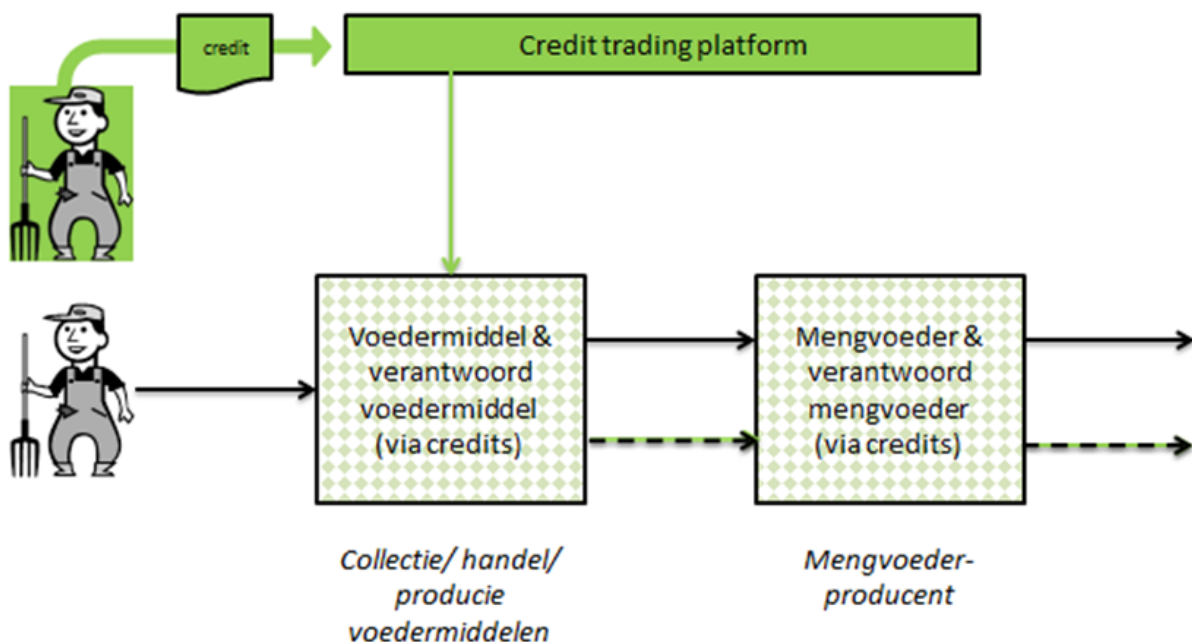 credit
Credit trading platform
Voedermiddel &
verantwoord
voedermiddel
(via credits)
Mengvoeder &
verantwoord
mengvoeder
(via credits)
Collectie/ handel/
producie
voedermiddelen
Mengvoeder-
producent